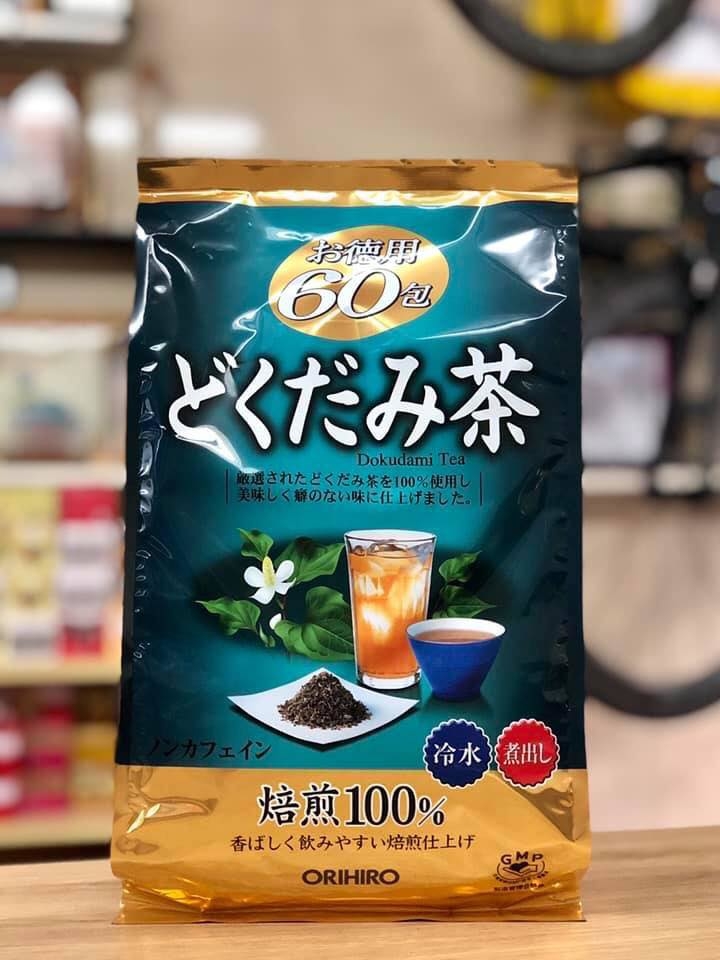 お徳用
60包
どくだみ茶
Dokudami Tea
厳選されたどくだみ茶を100%使用し
美味しく癖のない味に仕上げました。
ノンカフェイン
冷水
煮出し
焙煎100%
香ばしく飲みやすい焙煎仕上げ
ORIHIRO
GMP